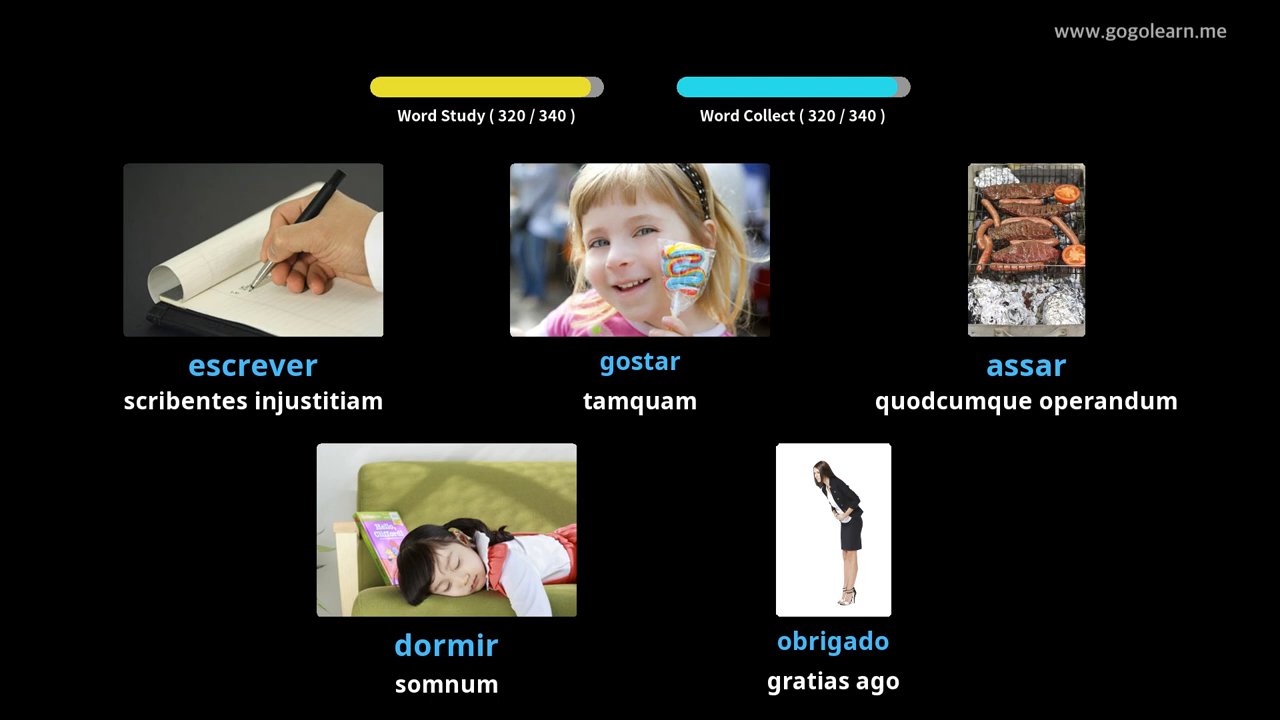 www.gogolearn.me
Word Study ( 320 / 340 )
Word Collect ( 320 / 340 )
escrever
scribentes injustitiam
gostar
tamquam
assar
quodcumque operandum
dormir
somnum
obrigado
gratias ago